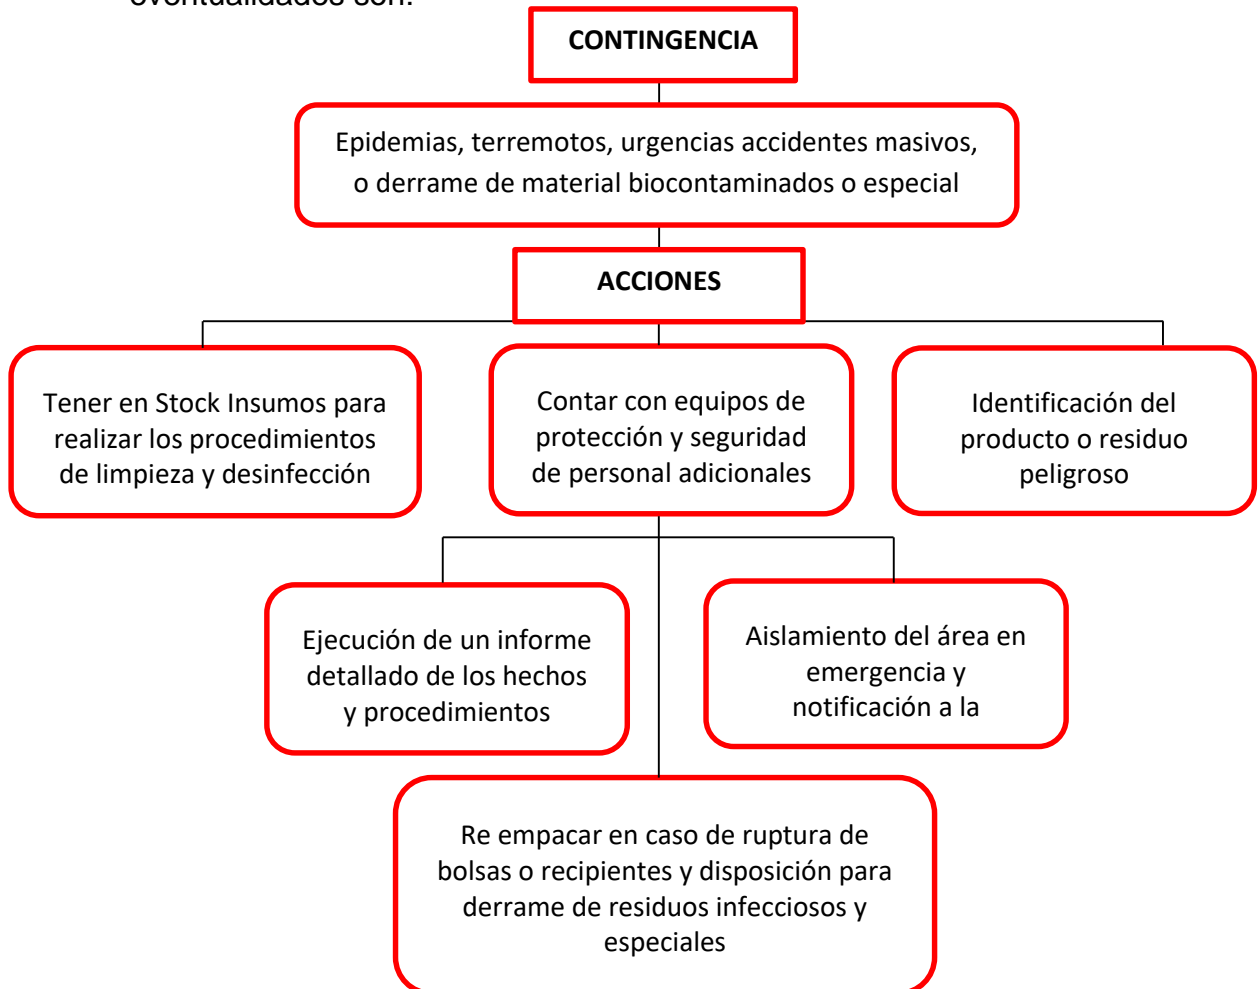 eventualidades son:
CONTINGENCIA
Epidemias, terremotos, urgencias accidentes masivos,
o derrame de material biocontaminados o especial
ACCIONES
Tener en Stock Insumos para
realizar los procedimientos
de limpieza y desinfección
Contar con equipos de
protección y seguridad
de personal adicionales
Identificación del
producto o residuo
peligroso
Ejecución de un informe
detallado de los hechos
y procedimientos
Aislamiento del área en
emergencia y
notificación a la
Re empacar en caso de ruptura de
bolsas o recipientes y disposición para
derrame de residuos infecciosos y
especiales